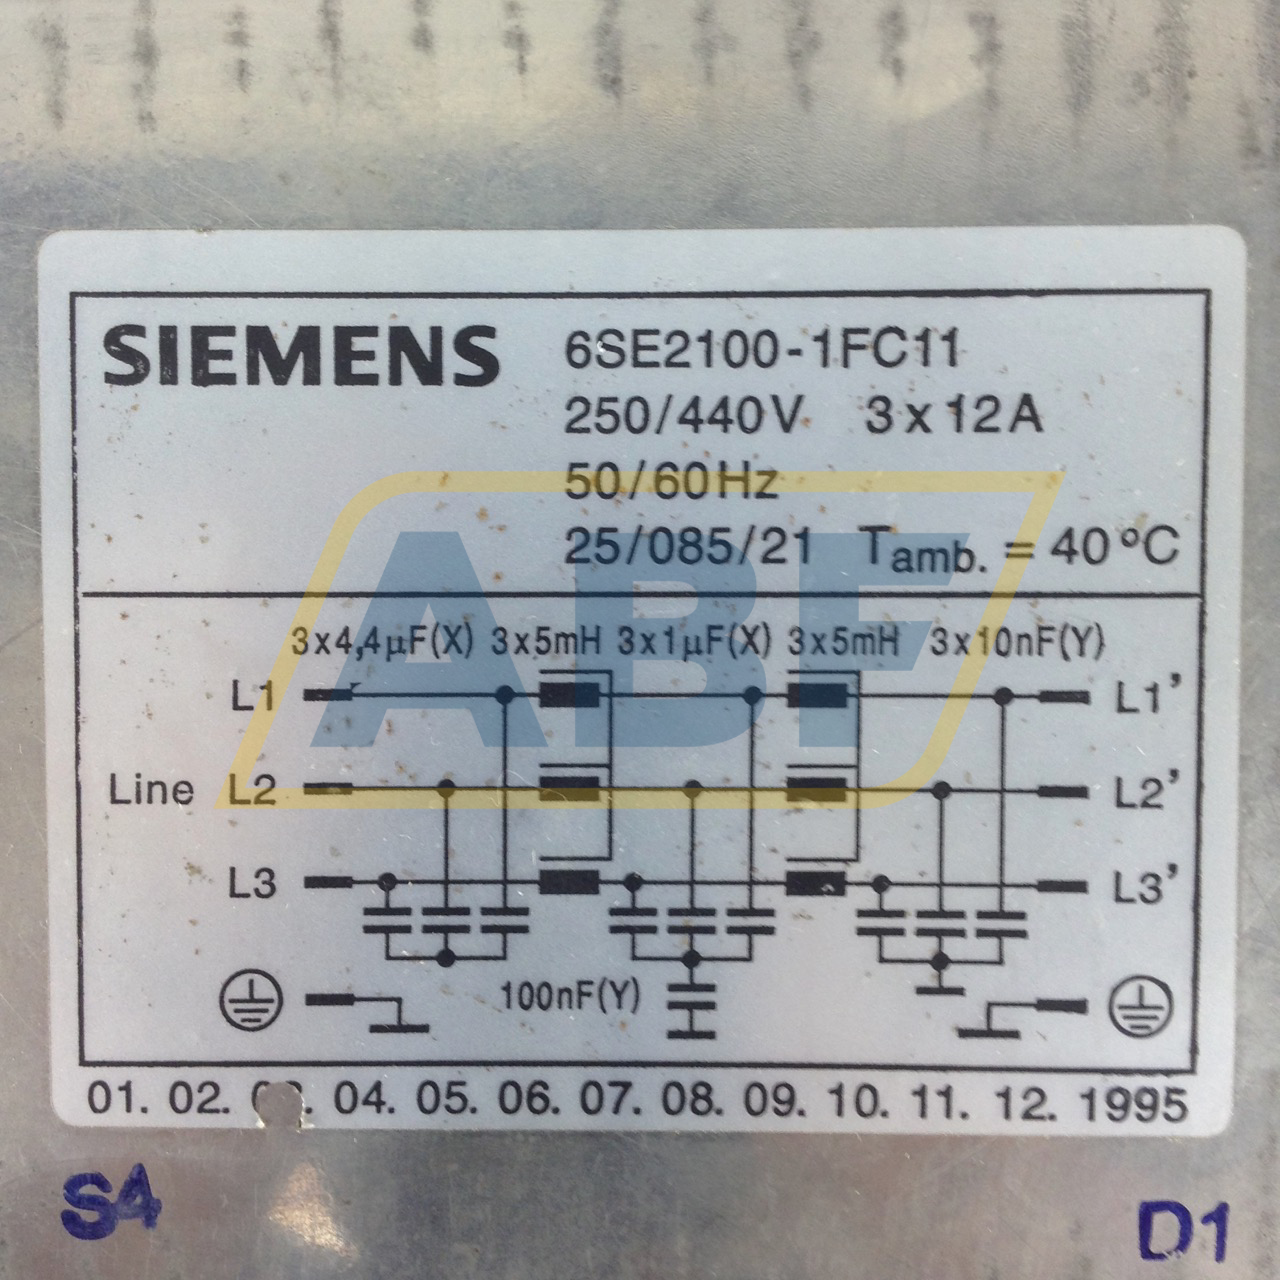 SIEMENS 6SE2100-1FC11
250/440V 3x12A
50/60Hz
25/085/21 Tamb. = 40°C
ABF
3x4,4µF(X) 3x5mH 3x1µF(X) 3x5mH 3x10nF(Y)
L1 L1’
Line L2 L2’
L3 L3’
100nF(Y)
01. 02. 04. 05. 06. 07. 08. 09. 10. 11. 12. 1995
S4 D1